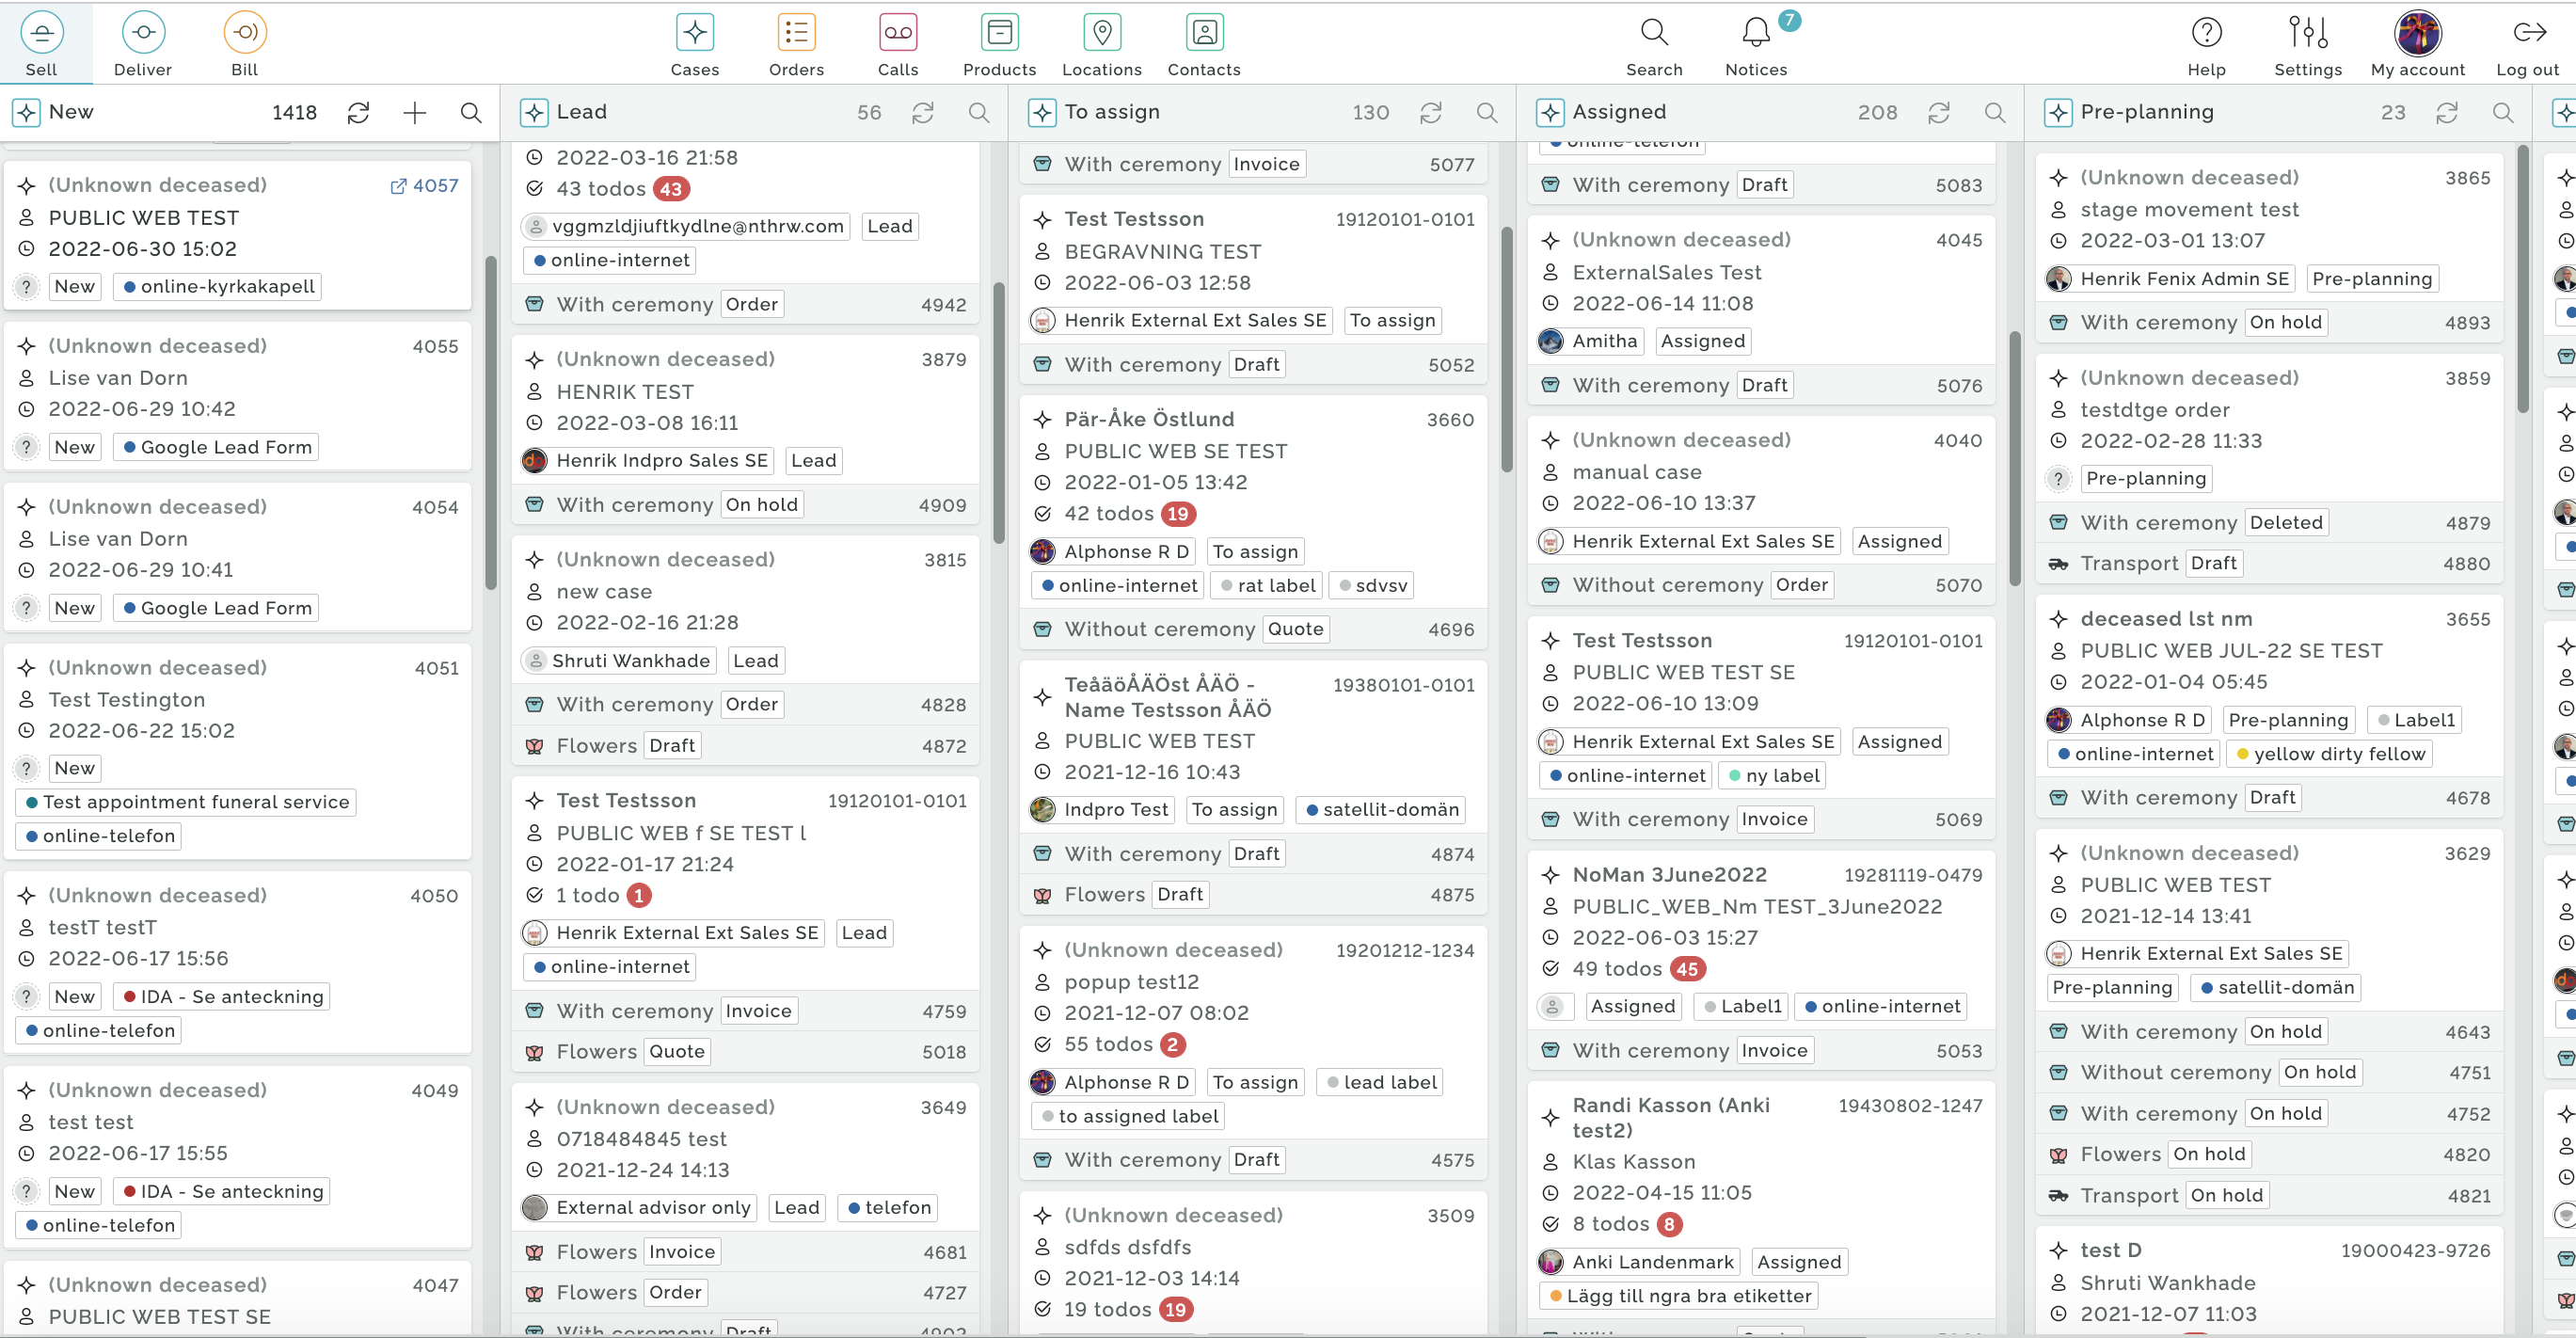 Sell
Deliver
Bill
Cases
Orders
Calls
Products
Locations
Contacts
Search
Notices
7
Help
Settings
My account
Log out
New 1418
(Unknown deceased) 4057
PUBLIC WEB TEST
2022-06-30 15:02
? New online-kyrkakapell
(Unknown deceased) 4055
Lise van Dorn
2022-06-29 10:42
? New Google Lead Form
(Unknown deceased) 4054
Lise van Dorn
2022-06-29 10:41
? New Google Lead Form
(Unknown deceased) 4051
Test Testington
2022-06-22 15:02
? New
Test appointment funeral service
online-telefon
(Unknown deceased) 4050
testT testT
2022-06-17 15:56
? New IDA - Se anteckning
online-telefon
(Unknown deceased) 4049
test test
2022-06-17 15:55
? New IDA - Se anteckning
online-telefon
(Unknown deceased) 4047
PUBLIC WEB TEST SE
Lead 56
2022-03-16 21:58
43 todos 43
vggmzldjiuftkydlne@nthrw.com Lead
online-internet
With ceremony Order 4942
(Unknown deceased) 3879
HENRIK TEST
2022-03-08 16:11
Henrik Indpro Sales SE Lead
With ceremony On hold 4909
(Unknown deceased) 3815
new case
2022-02-16 21:28
Shruti Wankhade Lead
With ceremony Order 4828
Flowers Draft 4872
Test Testsson 19120101-0101
PUBLIC WEB f SE TEST l
2022-01-17 21:24
1 todo 1
Henrik External Ext Sales SE Lead
online-internet
With ceremony Invoice 4759
Flowers Quote 5018
(Unknown deceased) 3649
0718484845 test
2021-12-24 14:13
External advisor only Lead telefon
Flowers Invoice 4681
Flowers Order 4727
With ceremony Draft 4902
To assign 130
With ceremony Invoice 5077
Test Testsson 19120101-0101
BEGRAVNING TEST
2022-06-03 12:58
Henrik External Ext Sales SE To assign
With ceremony Draft 5052
Pär-Åke Östlund 3660
PUBLIC WEB SE TEST
2022-01-05 13:42
42 todos 19
Alphonse R D To assign
online-internet rat label sdvsv
Without ceremony Quote 4696
TeåäöÅÄÖst ÅÄÖ - 19380101-0101
Name Testsson ÅÄÖ
PUBLIC WEB TEST
2021-12-16 10:43
Indpro Test To assign satellit-domän
With ceremony Draft 4874
Flowers Draft 4875
(Unknown deceased) 19201212-1234
popup test12
2021-12-07 08:02
55 todos 2
Alphonse R D To assign lead label
to assigned label
With ceremony Draft 4575
(Unknown deceased) 3509
sdfds dsfdfs
2021-12-03 14:14
19 todos 19
Assigned 208
online-telefon
With ceremony Draft 5083
(Unknown deceased) 4045
ExternalSales Test
2022-06-14 11:08
Amitha Assigned
With ceremony Draft 5076
(Unknown deceased) 4040
manual case
2022-06-10 13:37
Henrik External Ext Sales SE Assigned
Without ceremony Order 5070
Test Testsson 19120101-0101
PUBLIC WEB TEST SE
2022-06-10 13:09
Henrik External Ext Sales SE Assigned
online-internet ny label
With ceremony Invoice 5069
NoMan 3June2022 19281119-0479
PUBLIC_WEB_Nm TEST_3June2022
2022-06-03 15:27
49 todos 45
Assigned Label1 online-internet
With ceremony Invoice 5053
Randi Kasson (Anki 19430802-1247
test2)
Klas Kasson
2022-04-15 11:05
8 todos 8
Anki Landenmark Assigned
Lägg till ngra bra etiketter
Pre-planning 23
(Unknown deceased) 3865
stage movement test
2022-03-01 13:07
Henrik Fenix Admin SE Pre-planning
With ceremony On hold 4893
(Unknown deceased) 3859
testdtge order
2022-02-28 11:33
? Pre-planning
With ceremony Deleted 4879
Transport Draft 4880
deceased lst nm 3655
PUBLIC WEB JUL-22 SE TEST
2022-01-04 05:45
Alphonse R D Pre-planning Label1
online-internet yellow dirty fellow
With ceremony Draft 4678
(Unknown deceased) 3629
PUBLIC WEB TEST
2021-12-14 13:41
Henrik External Ext Sales SE
Pre-planning satellit-domän
With ceremony On hold 4643
Without ceremony On hold 4751
With ceremony On hold 4752
Flowers On hold 4820
Transport On hold 4821
test D 19000423-9726
Shruti Wankhade
2021-12-07 11:03